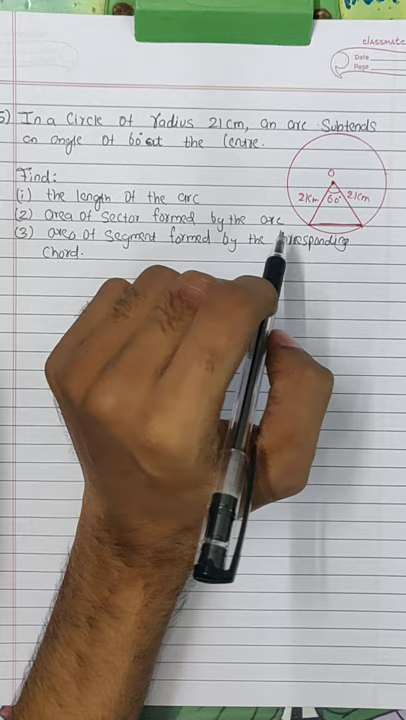 classmate
Date
Page
5) In a Circle of radius 21cm, an arc Subtends
an angle of 60° at the Centre.
Find:
(i) the length of the arc
(2) area of Sector formed by the arc
(3) area of segment formed by the corresponding
Chord.
O
21cm 60° 21cm